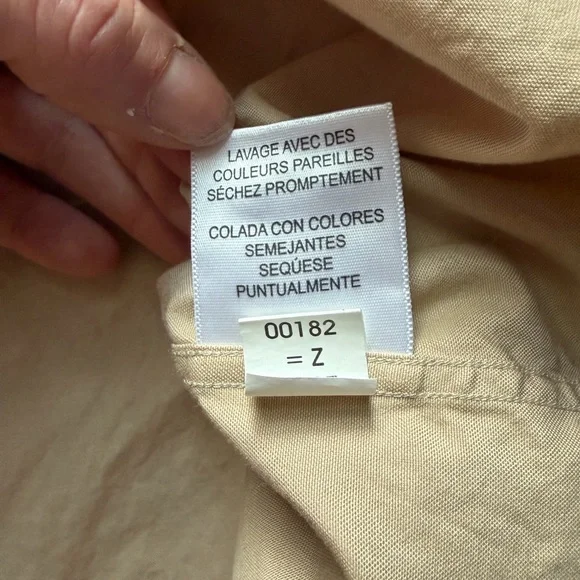 LAVAGE AVEC DES
COULEURS PAREILLES
SÉCHEZ PROMPTEMENT
COLADA CON COLORES
SEMEJANTES
SEQÚESE
PUNTUALMENTE
00182
= Z